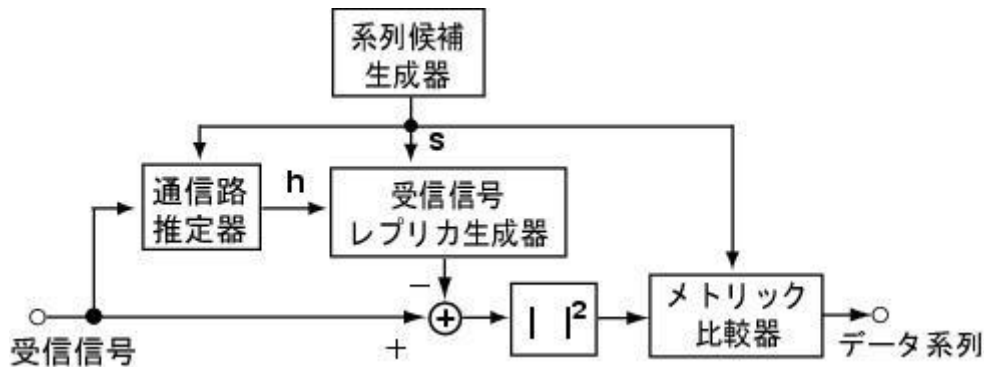 系列候補
生成器
s
通信路
推定器
h
受信信号
レプリカ生成器
−
+
| |²
メトリック
比較器
受信信号
+
データ系列